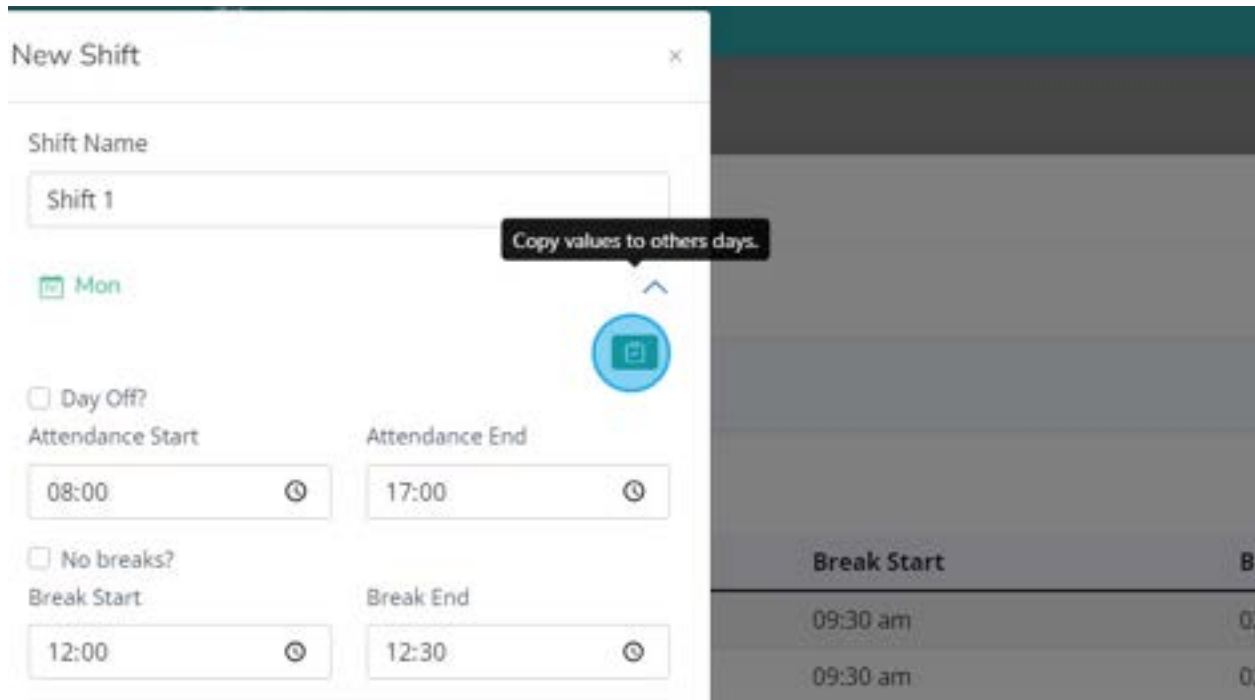 New Shift
×
Shift Name
Shift 1
Copy values to others days.
Mon
Day Off?
Attendance Start Attendance End
08:00 17:00
No breaks?
Break Start Break End
12:00 12:30
Break Start B
09:30 am 0
09:30 am 0